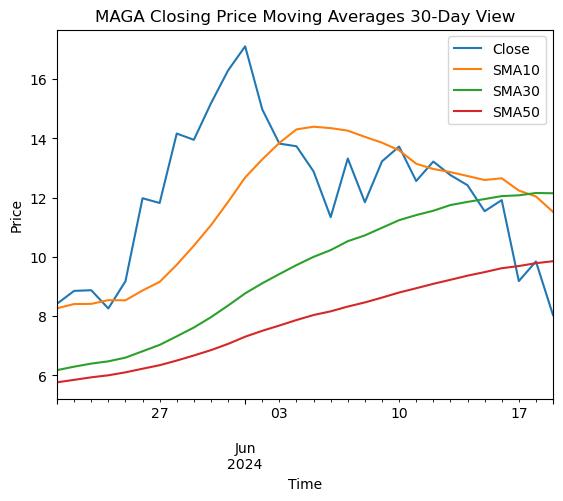 MAGA Closing Price Moving Averages 30-Day View
Close
SMA10
SMA30
SMA50
Price
16
14
12
10
8
6
27
03
10
17
Jun
2024
Time